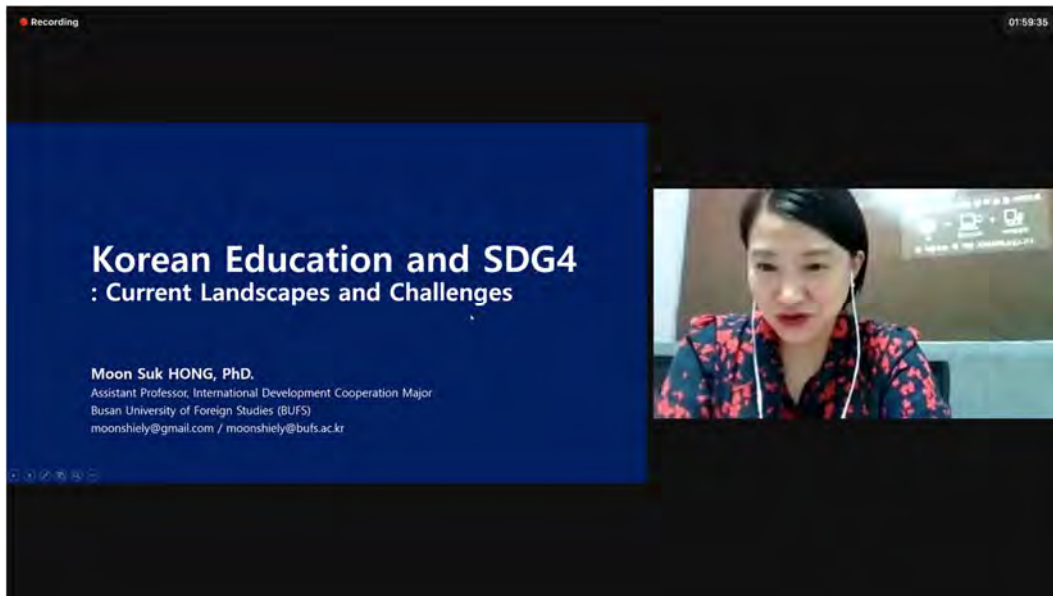 Recording
01:59:35
Korean Education and SDG4
: Current Landscapes and Challenges
Moon Suk HONG, PhD.
Assistant Professor, International Development Cooperation Major
Busan University of Foreign Studies (BUFS)
moonshiely@gmail.com / moonshiely@bufs.ac.kr